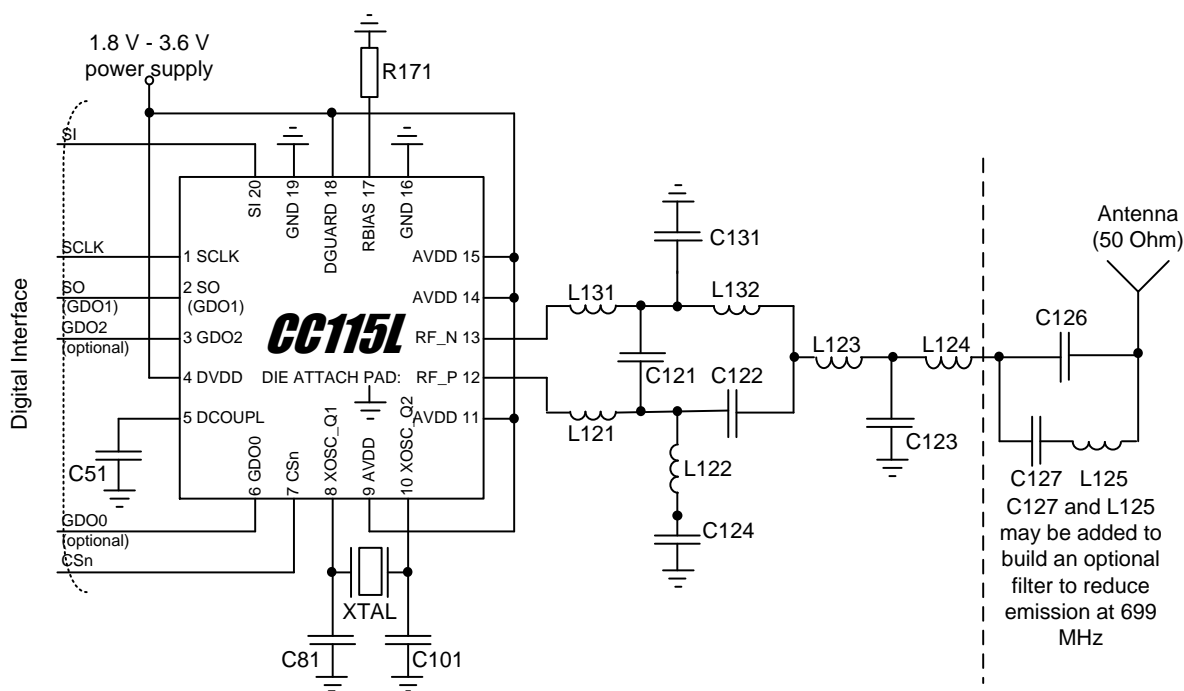 1.8 V - 3.6 V
power supply
R171
SI
SI 20
GND 19
DGUARD 18
RBIAS 17
GND 16
Digital Interface
SCLK
SO
(GDO1)
GDO2
(optional)
GDO0
(optional)
CSn
1 SCLK
2 SO
(GDO1)
3 GDO2
4 DVDD
5 DCOUPL
CC115L
DIE ATTACH PAD:
AVDD 15
AVDD 14
RF_N 13
RF_P 12
AVDD 11
6 GDO0
7 CSn
8 XOSC_Q1
9 AVDD
10 XOSC_Q2
C51
XTAL
C81
C101
C131
L131
L132
C121
C122
L121
L122
C124
L123
L124
C123
Antenna
(50 Ohm)
C126
C127
L125
C127 and L125
may be added to
build an optional
filter to reduce
emission at 699
MHz